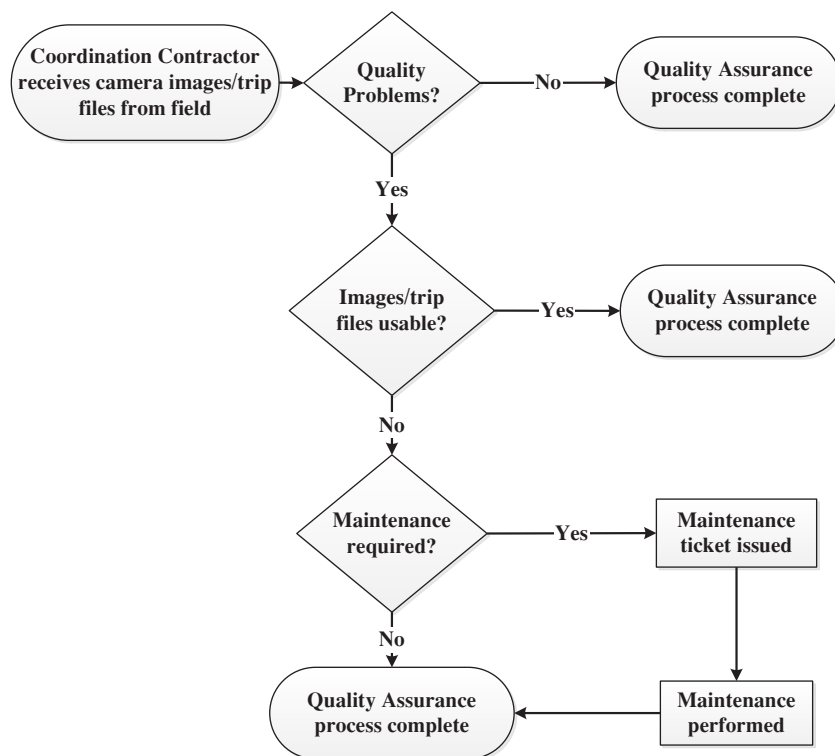 Coordination Contractor
receives camera images/trip
files from field
Quality
Problems?
No
Quality Assurance
process complete
Yes
Images/trip
files usable?
Yes
Quality Assurance
process complete
No
Maintenance
required?
Yes
Maintenance
ticket issued
No
Quality Assurance
process complete
Maintenance
performed